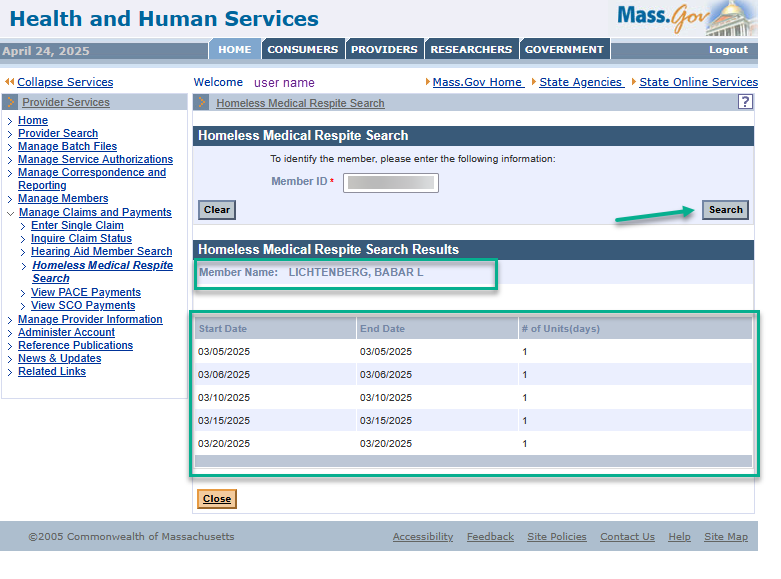 Health and Human Services
Mass.Gov
April 24, 2025 HOME CONSUMERS PROVIDERS RESEARCHERS GOVERNMENT Logout
Collapse Services Welcome user name Mass.Gov Home State Agencies State Online Services
Provider Services
Home
Provider Search
Manage Batch Files
Manage Service Authorizations
Manage Correspondence and
Reporting
Manage Members
Manage Claims and Payments
Enter Single Claim
Inquire Claim Status
Hearing Aid Member Search
Homeless Medical Respite
Search
View PACE Payments
View SCO Payments
Manage Provider Information
Administer Account
Reference Publications
News & Updates
Related Links
Homeless Medical Respite Search ?
Homeless Medical Respite Search
To identify the member, please enter the following information:
Member ID *
Clear Search
Homeless Medical Respite Search Results
Member Name: LICHTENBERG, BABAR L
Start Date End Date # of Units(days)
03/05/2025 03/05/2025 1
03/06/2025 03/06/2025 1
03/10/2025 03/10/2025 1
03/15/2025 03/15/2025 1
03/20/2025 03/20/2025 1
Close
©2005 Commonwealth of Massachusetts Accessibility Feedback Site Policies Contact Us Help Site Map